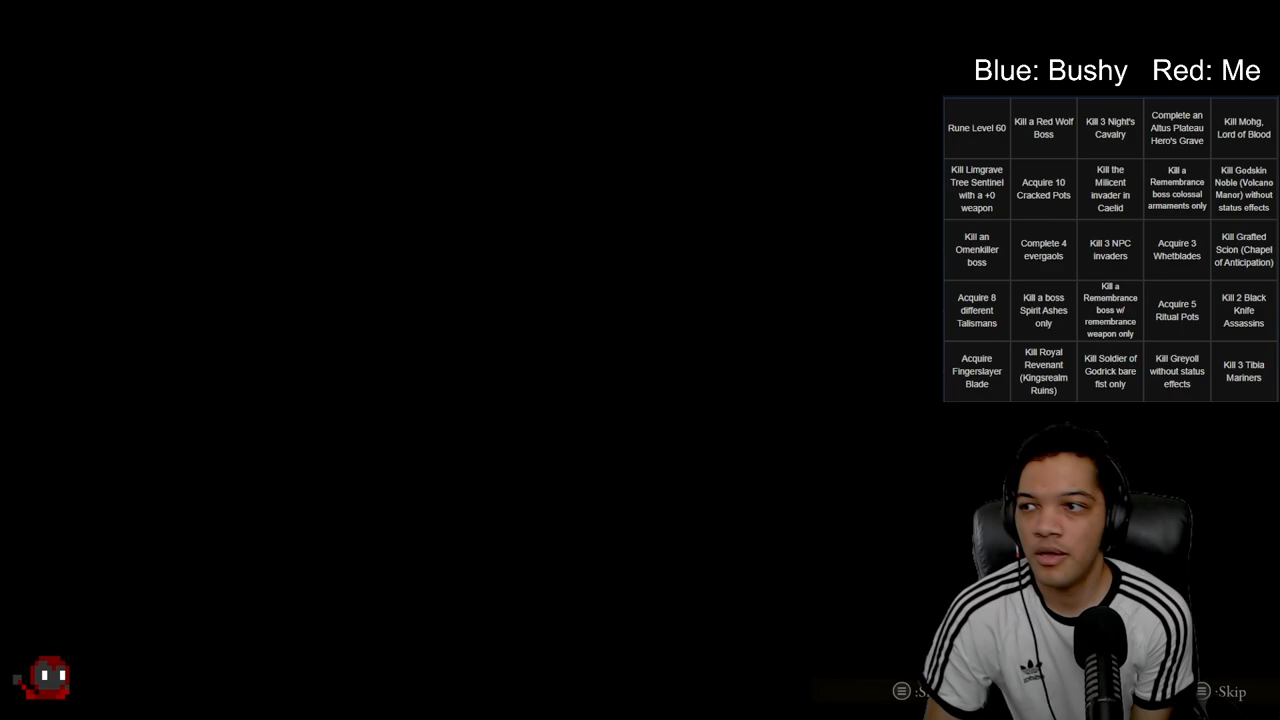 Blue: Bushy Red: Me
Rune Level 60
Kill a Red Wolf
Boss
Kill 3 Night's
Cavalry
Complete an
Altus Plateau
Hero's Grave
Kill Mohg,
Lord of Blood
Kill Limgrave
Tree Sentinel
with a +0
weapon
Acquire 10
Cracked Pots
Kill the
Milicent
invader in
Caelid
Kill a
Remembrance
boss colossal
armaments only
Kill Godskin
Noble (Volcano
Manor) without
status effects
Kill an
Omenkiller
boss
Complete 4
evergaols
Kill 3 NPC
invaders
Acquire 3
Whetblades
Kill Grafted
Scion (Chapel
of Anticipation)
Acquire 8
different
Talismans
Kill a boss
Spirit Ashes
only
Kill a
Remembrance
boss w/
remembrance
weapon only
Acquire 5
Ritual Pots
Kill 2 Black
Knife
Assassins
Acquire
Fingerslayer
Blade
Kill Royal
Revenant
(Kingsrealm
Ruins)
Kill Soldier of
Godrick bare
fist only
Kill Greyoll
without status
effects
Kill 3 Tibia
Mariners
:Skip